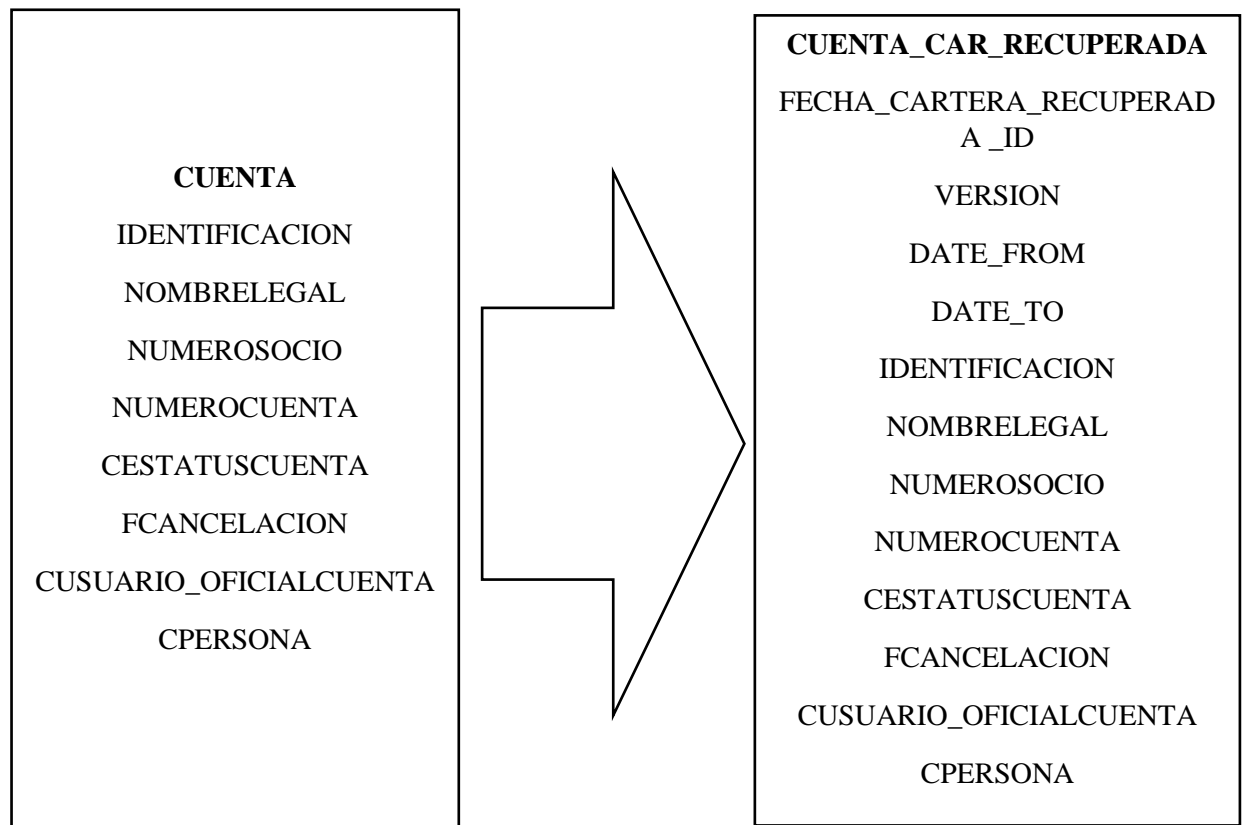 CUENTA
IDENTIFICACION
NOMBRELEGAL
NUMEROSOCIO
NUMEROCUENTA
CESTATUSCUENTA
FCANCELACION
CUSUARIO_OFICIALCUENTA
CPERSONA
CUENTA_CAR_RECUPERADA
FECHA_CARTERA_RECUPERAD
A _ID
VERSION
DATE_FROM
DATE_TO
IDENTIFICACION
NOMBRELEGAL
NUMEROSOCIO
NUMEROCUENTA
CESTATUSCUENTA
FCANCELACION
CUSUARIO_OFICIALCUENTA
CPERSONA